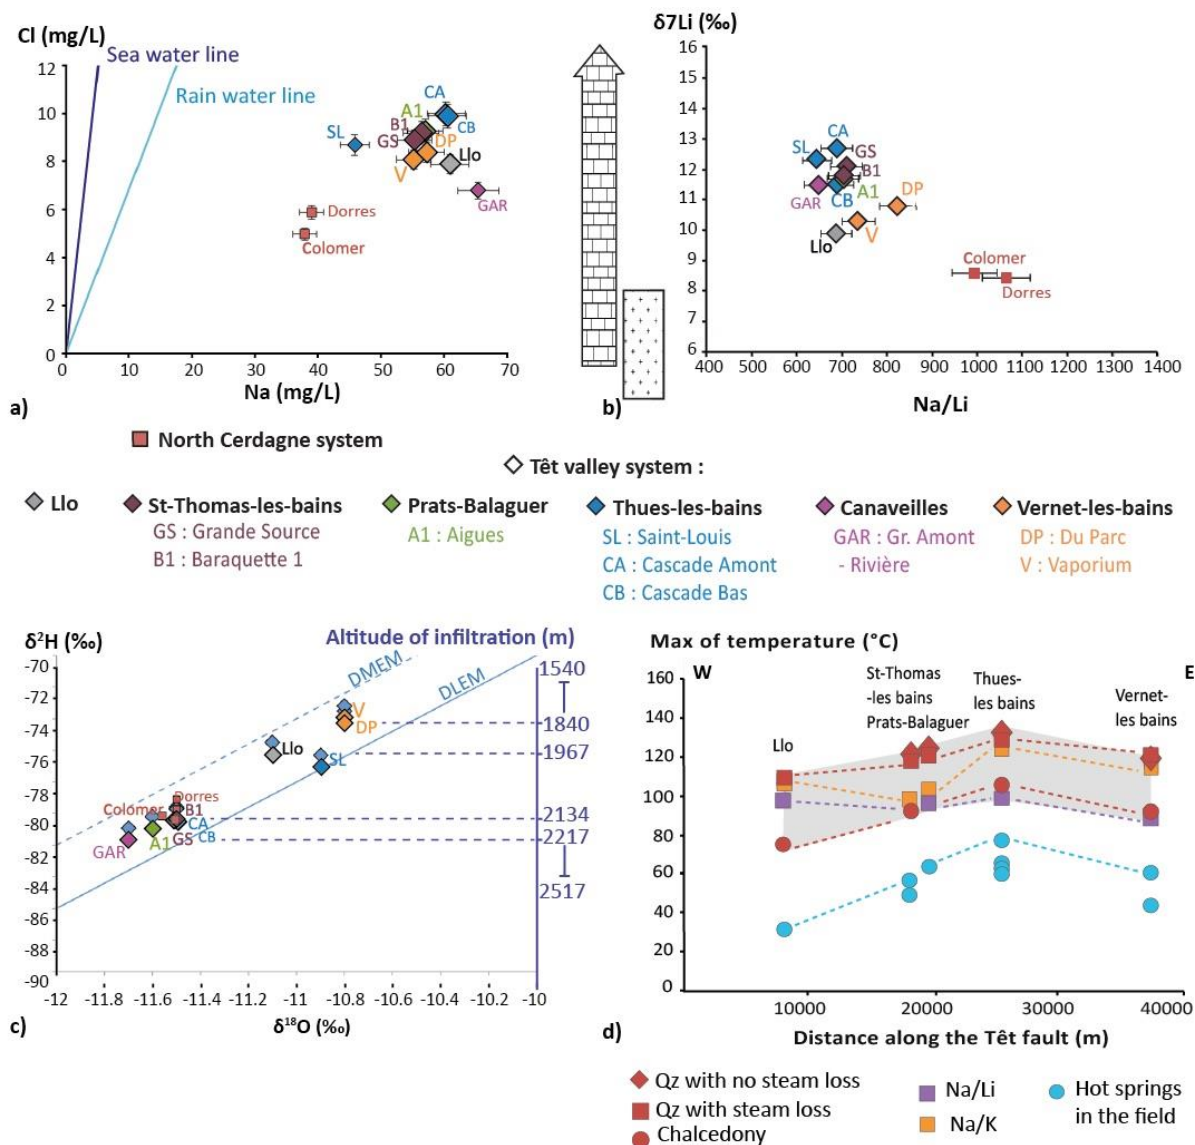 Cl (mg/L)
Sea water line
Rain water line
12
10
8
6
4
2
0
CA
A1
B1
CB
SL
GS
DP
Llo
V
GAR
Dorres
Colomer
0
10
20
30
40
50
60
70
Na (mg/L)
a)
δ7Li (‰)
16
15
14
13
12
11
10
9
8
7
6
CA
SL
GS
B1
GAR
A1
CB
DP
V
Llo
Colomer
Dorres
400
500
600
700
800
900
1000
1100
1200
1300
1400
Na/Li
b)
North Cerdagne system
Têt valley system :
Llo
St-Thomas-les-bains
GS : Grande Source
B1 : Baraquette 1
Prats-Balaguer
A1 : Aigues
Thues-les-bains
SL : Saint-Louis
CA : Cascade Amont
CB : Cascade Bas
Canaveilles
GAR : Gr. Amont
- Rivière
Vernet-les-bains
DP : Du Parc
V : Vaporium
δ²H (‰)
Altitude of infiltration (m)
-70
-72
-74
-76
-78
-80
-82
-84
-86
-88
-90
DMEM
DLEM
1540
1840
1967
2134
2217
2517
V
DP
Llo
SL
Dorres
Colomer
B1
CA
GAR
A1
GS
CB
-12
-11.8
-11.6
-11.4
-11.2
-11
-10.8
-10.6
-10.4
-10.2
-10
c)
δ¹⁸O (‰)
Max of temperature (°C)
160
140
120
100
80
60
40
20
0
W
E
Llo
St-Thomas
-les bains
Prats-Balaguer
Thues-
les bains
Vernet-
les bains
10000
20000
30000
40000
d)
Distance along the Têt fault (m)
Qz with no steam loss
Qz with steam loss
Chalcedony
Na/Li
Na/K
Hot springs
in the field